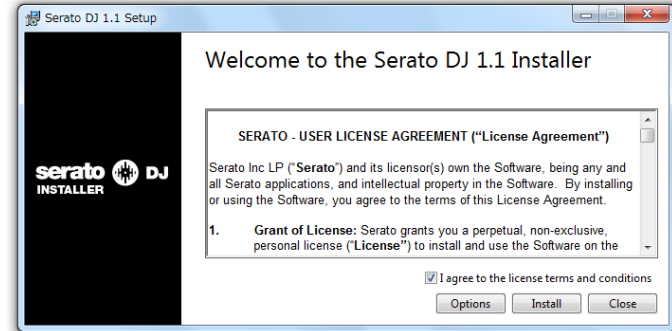 Serato DJ 1.1 Setup
Welcome to the Serato DJ 1.1 Installer
SERATO - USER LICENSE AGREEMENT (“License Agreement”)
Serato Inc LP (“Serato”) and its licensor(s) own the Software, being any and
all Serato applications, and intellectual property in the Software. By installing
or using the Software, you agree to the terms of this License Agreement.
1. Grant of License: Serato grants you a perpetual, non-exclusive,
personal license (“License”) to install and use the Software on the
serato DJ
INSTALLER
I agree to the license terms and conditions
Options Install Close